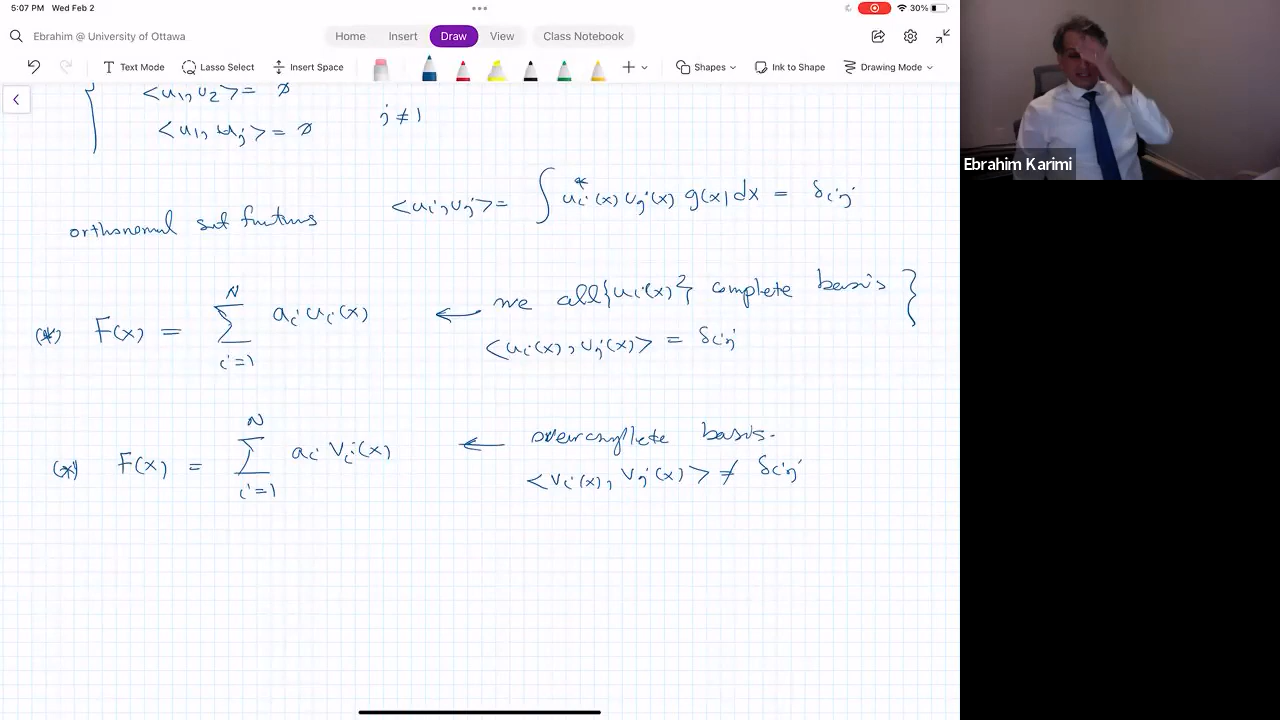 5:07 PM Wed Feb 2
30%
Ebrahim @ University of Ottawa
Home Insert Draw View Class Notebook
Text Mode Lasso Select Insert Space Shapes Ink to Shape Drawing Mode
<u₁, u₂> = ∅
<u₁, uⱼ> = ∅ j ≠ 1
orthonormal set functions <uᵢ, uⱼ> = ∫ uᵢ*(x) uⱼ(x) g(x) dx = δᵢⱼ
(*) F(x) = Σ_{i=1}^{N} aᵢ uᵢ(x) ← we all {uᵢ(x)} complete basis }
<uᵢ(x), uⱼ(x)> = δᵢⱼ
(*) F(x) = Σ_{i=1}^{N} aᵢ vᵢ(x) ← overcomplete basis.
<vᵢ(x), vⱼ(x)> ≠ δᵢⱼ
Ebrahim Karimi